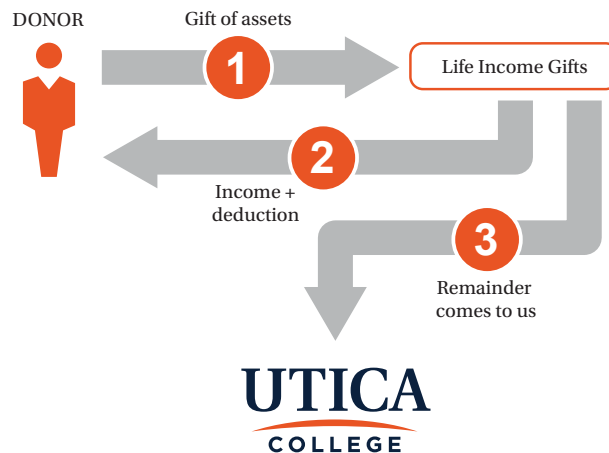 DONOR
Gift of assets
1
Life Income Gifts
2
Income +
deduction
3
Remainder
comes to us
UTICA
COLLEGE